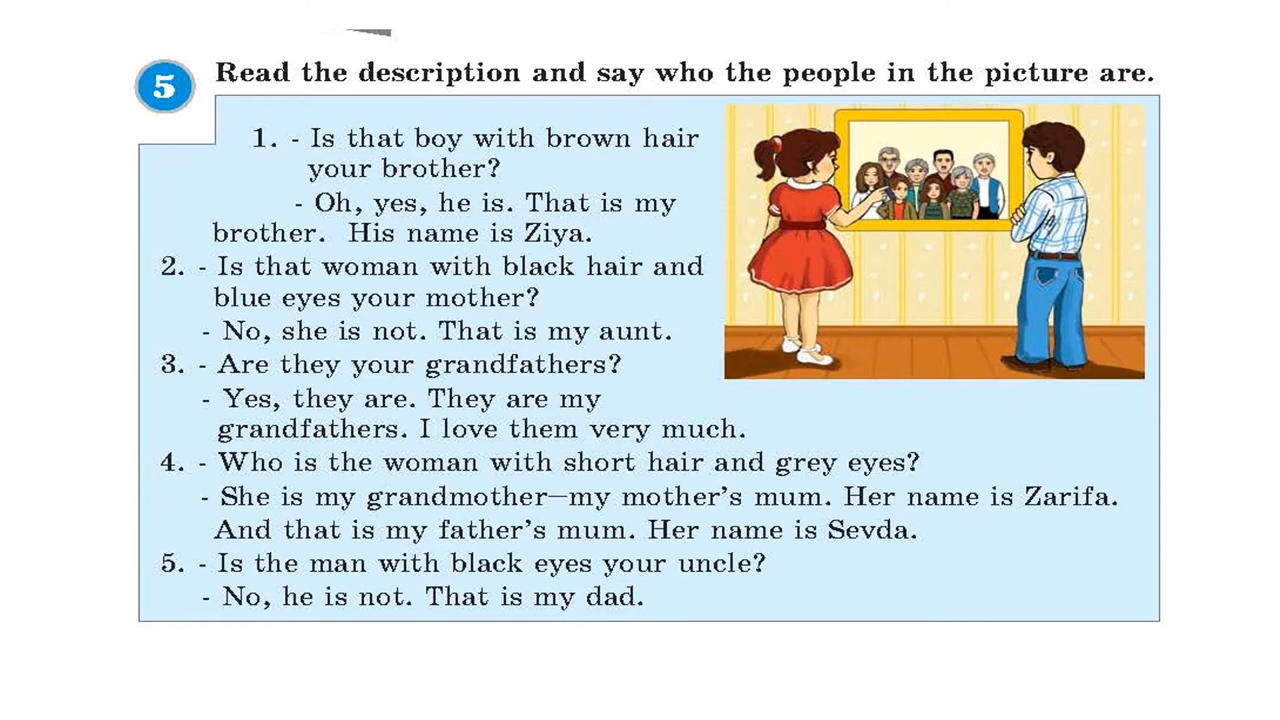 5 Read the description and say who the people in the picture are.
1. - Is that boy with brown hair
your brother?
- Oh, yes, he is. That is my
brother. His name is Ziya.
2. - Is that woman with black hair and
blue eyes your mother?
- No, she is not. That is my aunt.
3. - Are they your grandfathers?
- Yes, they are. They are my
grandfathers. I love them very much.
4. - Who is the woman with short hair and grey eyes?
- She is my grandmother—my mother's mum. Her name is Zarifa.
And that is my father's mum. Her name is Sevda.
5. - Is the man with black eyes your uncle?
- No, he is not. That is my dad.